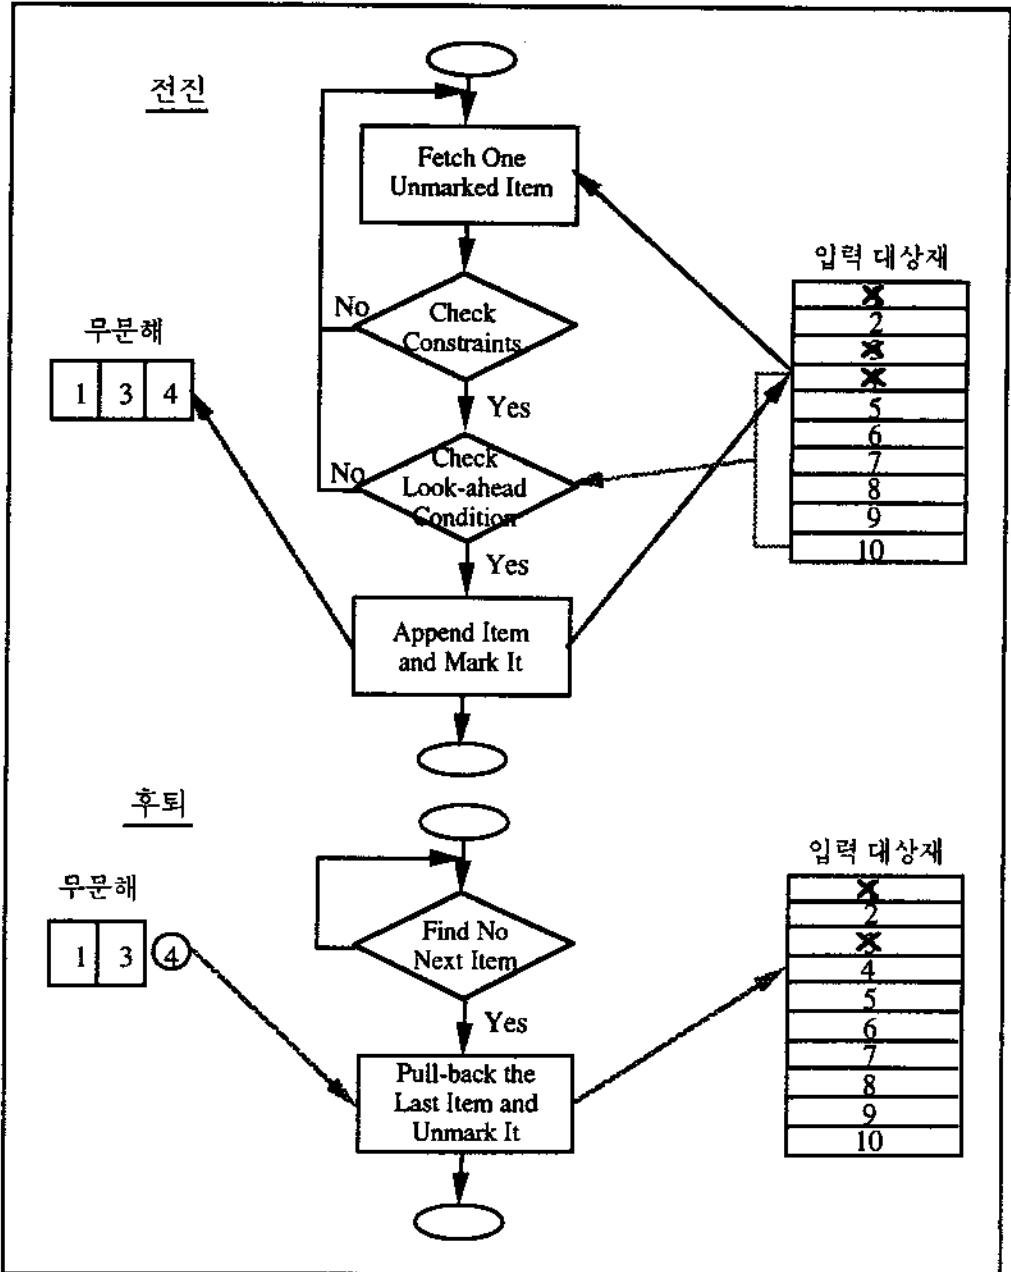 전진
Fetch One
Unmarked Item
입력 대상재
2
5
6
7
8
9
10
No
Check
Constraints
무문해
1 3 4
Yes
No
Check
Look-ahead
Condition
Yes
Append Item
and Mark It
후퇴
무문해
1 3 4
Find No
Next Item
Yes
Pull-back the
Last Item and
Unmark It
입력 대상재
2
4
5
6
7
8
9
10